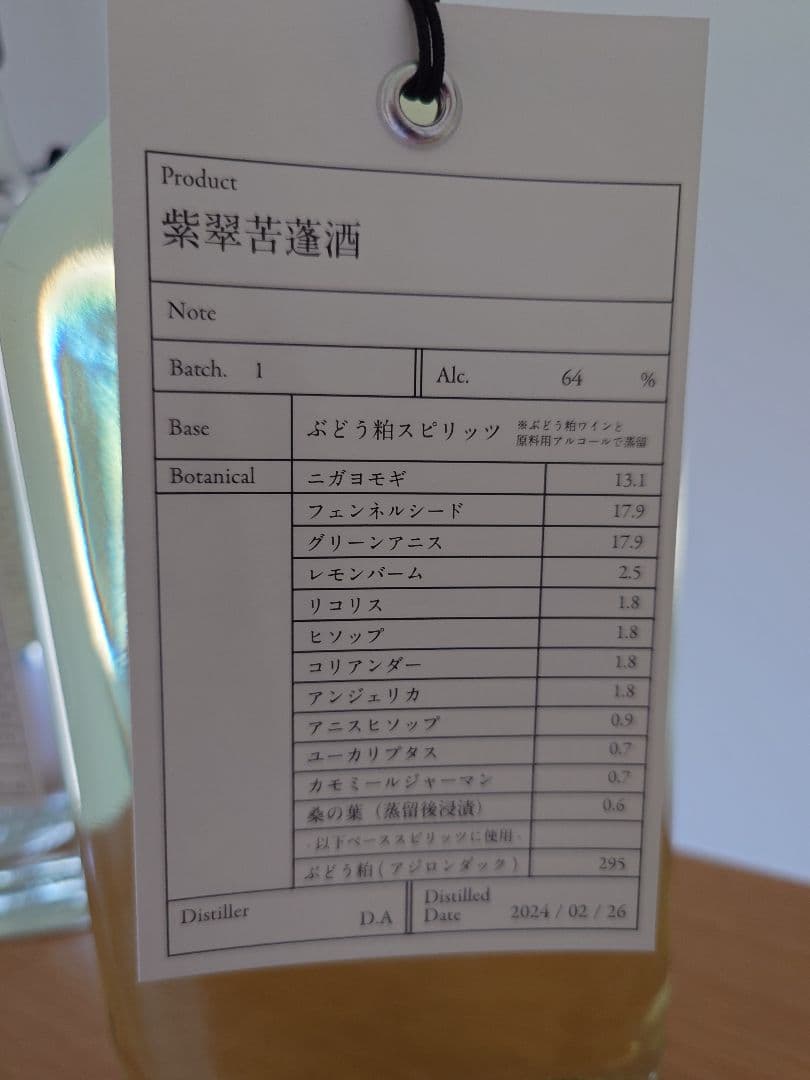 Product
紫翠苦蓬酒
Note
Batch. 1
Alc. 64 %
Base ぶどう粕スピリッツ ※ぶどう粕ワインと
原料用アルコールで蒸留
Botanical ニガヨモギ 13.1
フェンネルシード 17.9
グリーンアニス 17.9
レモンバーム 2.5
リコリス 1.8
ヒソップ 1.8
コリアンダー 1.8
アンジェリカ 1.8
アニスヒソップ 0.9
ユーカリプタス 0.7
カモミールジャーマン 0.7
桑の葉（蒸留後浸漬） 0.6
-以下ベーススピリッツに使用-
ぶどう粕(アジロンダック) 295
Distiller D.A
Distilled
Date 2024 / 02 / 26